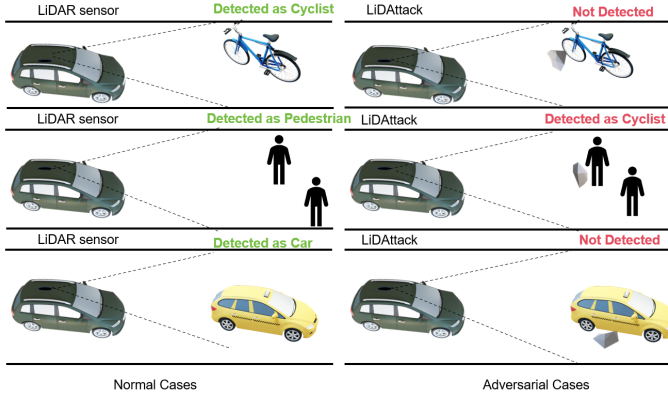 LiDAR sensor
Detected as Cyclist
LiDAttack
Not Detected
LiDAR sensor
Detected as Pedestrian
LiDAttack
Detected as Cyclist
LiDAR sensor
Detected as Car
LiDAttack
Not Detected
Normal Cases
Adversarial Cases